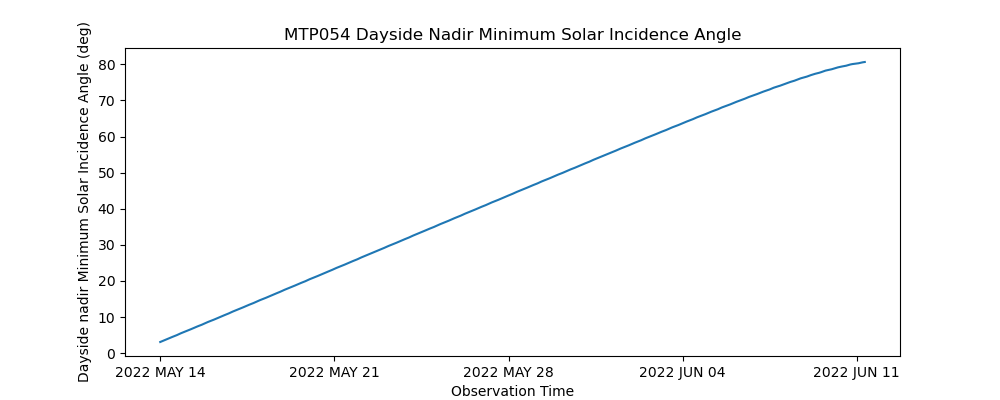 MTP054 Dayside Nadir Minimum Solar Incidence Angle
Dayside nadir Minimum Solar Incidence Angle (deg)
80
70
60
50
40
30
20
10
0
2022 MAY 14 2022 MAY 21 2022 MAY 28 2022 JUN 04 2022 JUN 11
Observation Time